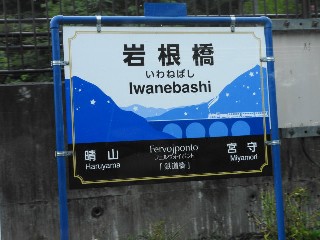 岩根橋
いわねばし
Iwanebashi
Fervojponto
フェルヴォイポント
「鉄道橋」
晴山
Haruyama
宮守
Miyamori